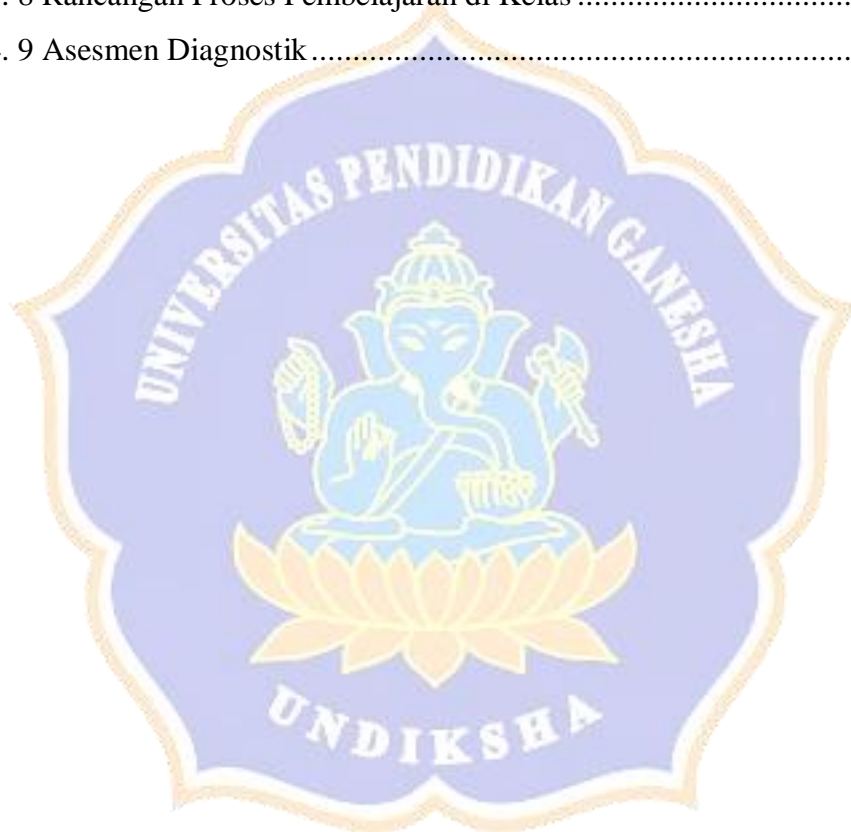 . 8 Rancangan Proses Pembelajaran di Kelas ..................................
. 9 Asesmen Diagnostik ....................................................................
UNIVERSITAS PENDIDIKAN GANESHA
UNDIKSHA